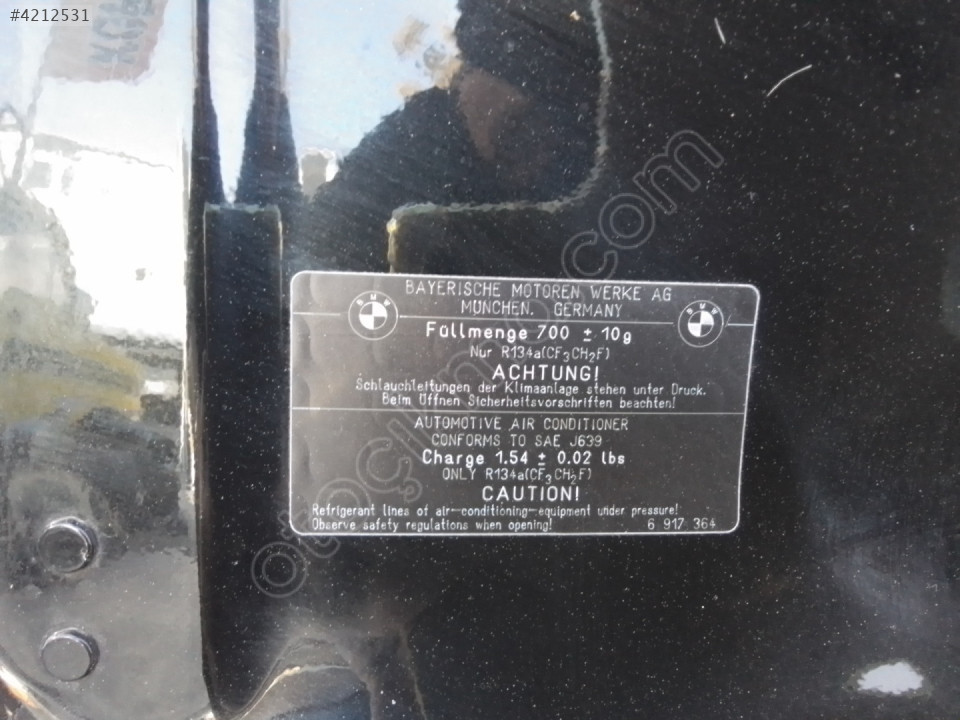 #4212531
BAYERISCHE MOTOREN WERKE AG
MÜNCHEN, GERMANY
BMW
BMW
Füllmenge 700 ± 10g
Nur R134a(CF3CH2F)
ACHTUNG!
Schlauchleitungen der Klimaanlage stehen unter Druck.
Beim Öffnen Sicherheitsvorschriften beachten!
AUTOMOTIVE AIR CONDITIONER
CONFORMS TO SAE J639
Charge 1.54 ± 0.02 lbs
ONLY R134a(CF3CH2F)
CAUTION!
Refrigerant lines of air-conditioning-equipment under pressure!
Observe safety regulations when opening!
6 917 364